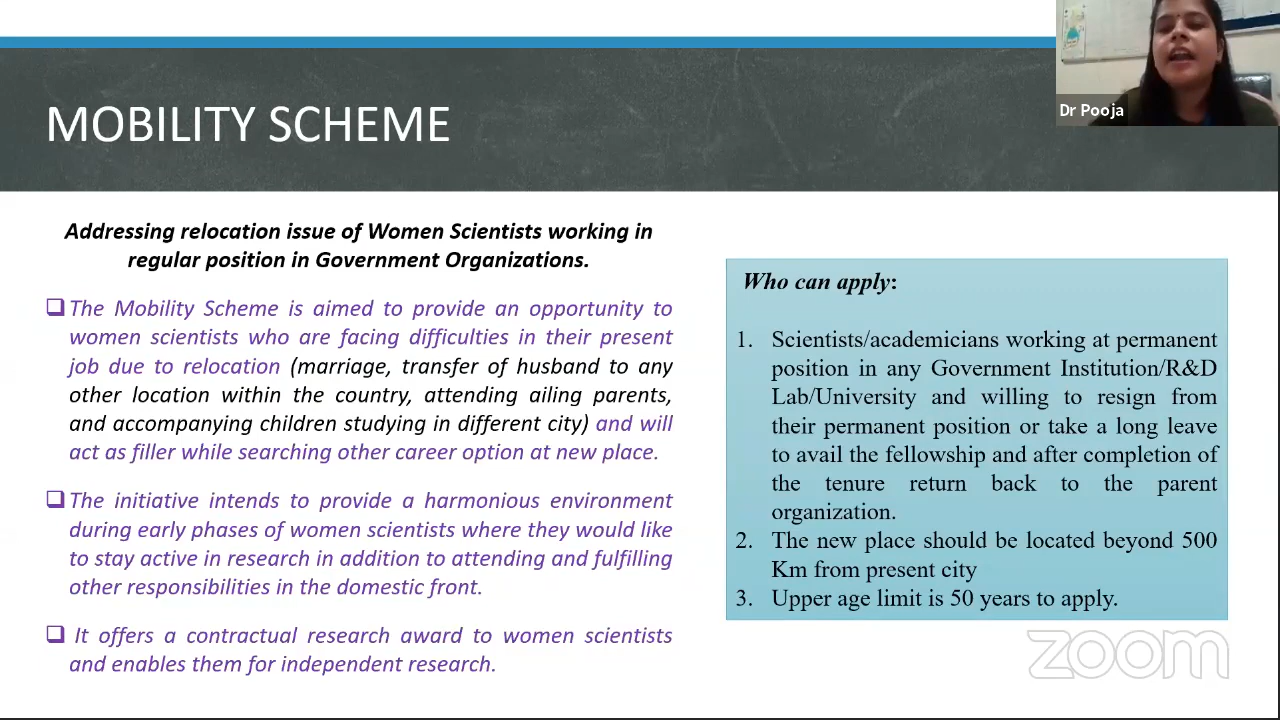 MOBILITY SCHEME
Dr Pooja
Addressing relocation issue of Women Scientists working in
regular position in Government Organizations.
The Mobility Scheme is aimed to provide an opportunity to
women scientists who are facing difficulties in their present
job due to relocation (marriage, transfer of husband to any
other location within the country, attending ailing parents,
and accompanying children studying in different city) and will
act as filler while searching other career option at new place.
The initiative intends to provide a harmonious environment
during early phases of women scientists where they would like
to stay active in research in addition to attending and fulfilling
other responsibilities in the domestic front.
It offers a contractual research award to women scientists
and enables them for independent research.
Who can apply:
1. Scientists/academicians working at permanent
position in any Government Institution/R&D
Lab/University and willing to resign from
their permanent position or take a long leave
to avail the fellowship and after completion of
the tenure return back to the parent
organization.
2. The new place should be located beyond 500
Km from present city
3. Upper age limit is 50 years to apply.
zoom